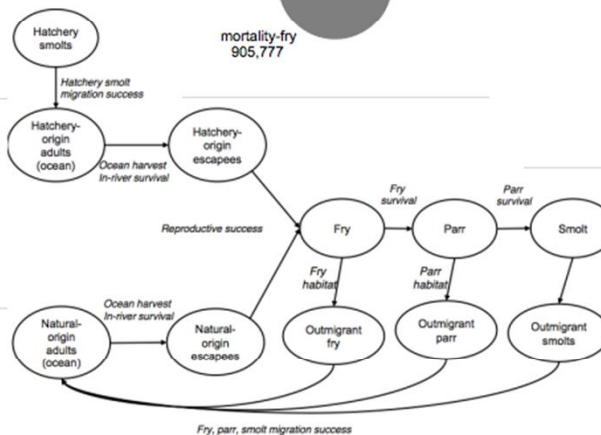 Hatchery
smolts
mortality-fry
905,777
Hatchery smolt
migration success
Hatchery-
origin
adults
(ocean)
Hatchery-
origin
escapees
Ocean harvest
In-river survival
Fry
survival
Parr
survival
Reproductive success
Fry
Parr
Smolt
Fry
habitat
Parr
habitat
Ocean harvest
In-river survival
Natural-
origin
adults
(ocean)
Natural-
origin
escapees
Outmigrant
fry
Outmigrant
parr
Outmigrant
smolts
Fry, parr, smolt migration success